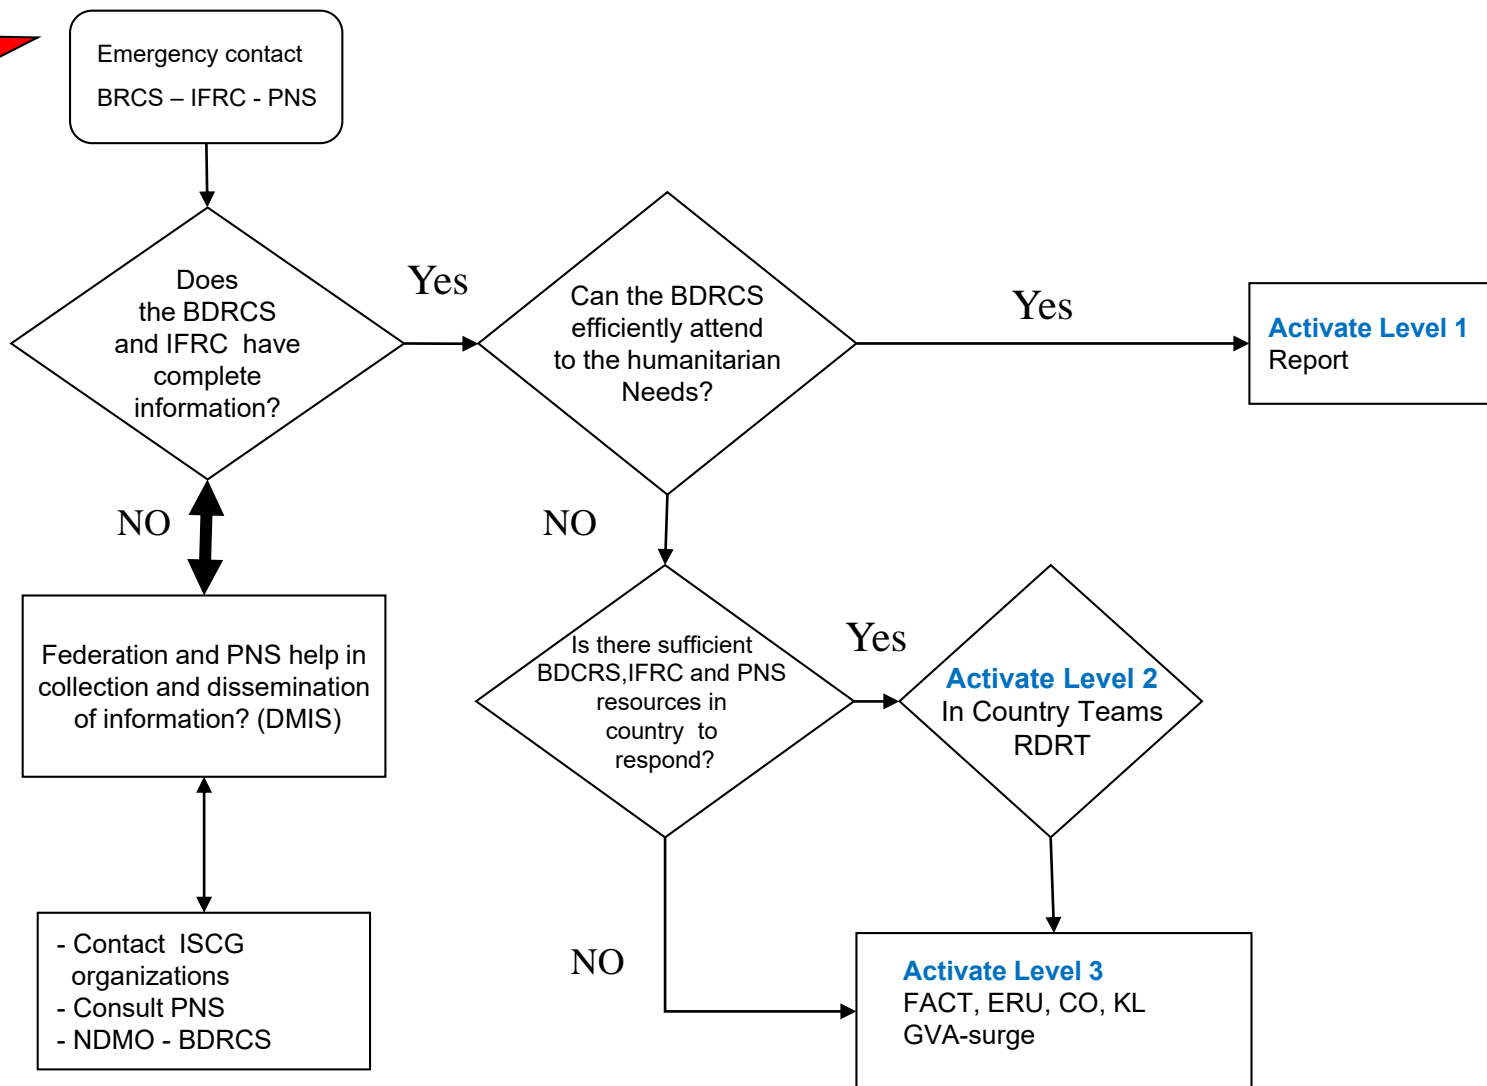 Emergency contact
BRCS – IFRC - PNS
Does
the BDRCS
and IFRC have
complete
information?
Yes
Can the BDRCS
efficiently attend
to the humanitarian
Needs?
Yes
Activate Level 1
Report
NO
NO
Federation and PNS help in
collection and dissemination
of information? (DMIS)
Is there sufficient
BDCRS,IFRC and PNS
resources in
country to
respond?
Yes
Activate Level 2
In Country Teams
RDRT
- Contact ISCG
organizations
- Consult PNS
- NDMO - BDRCS
NO
Activate Level 3
FACT, ERU, CO, KL
GVA-surge